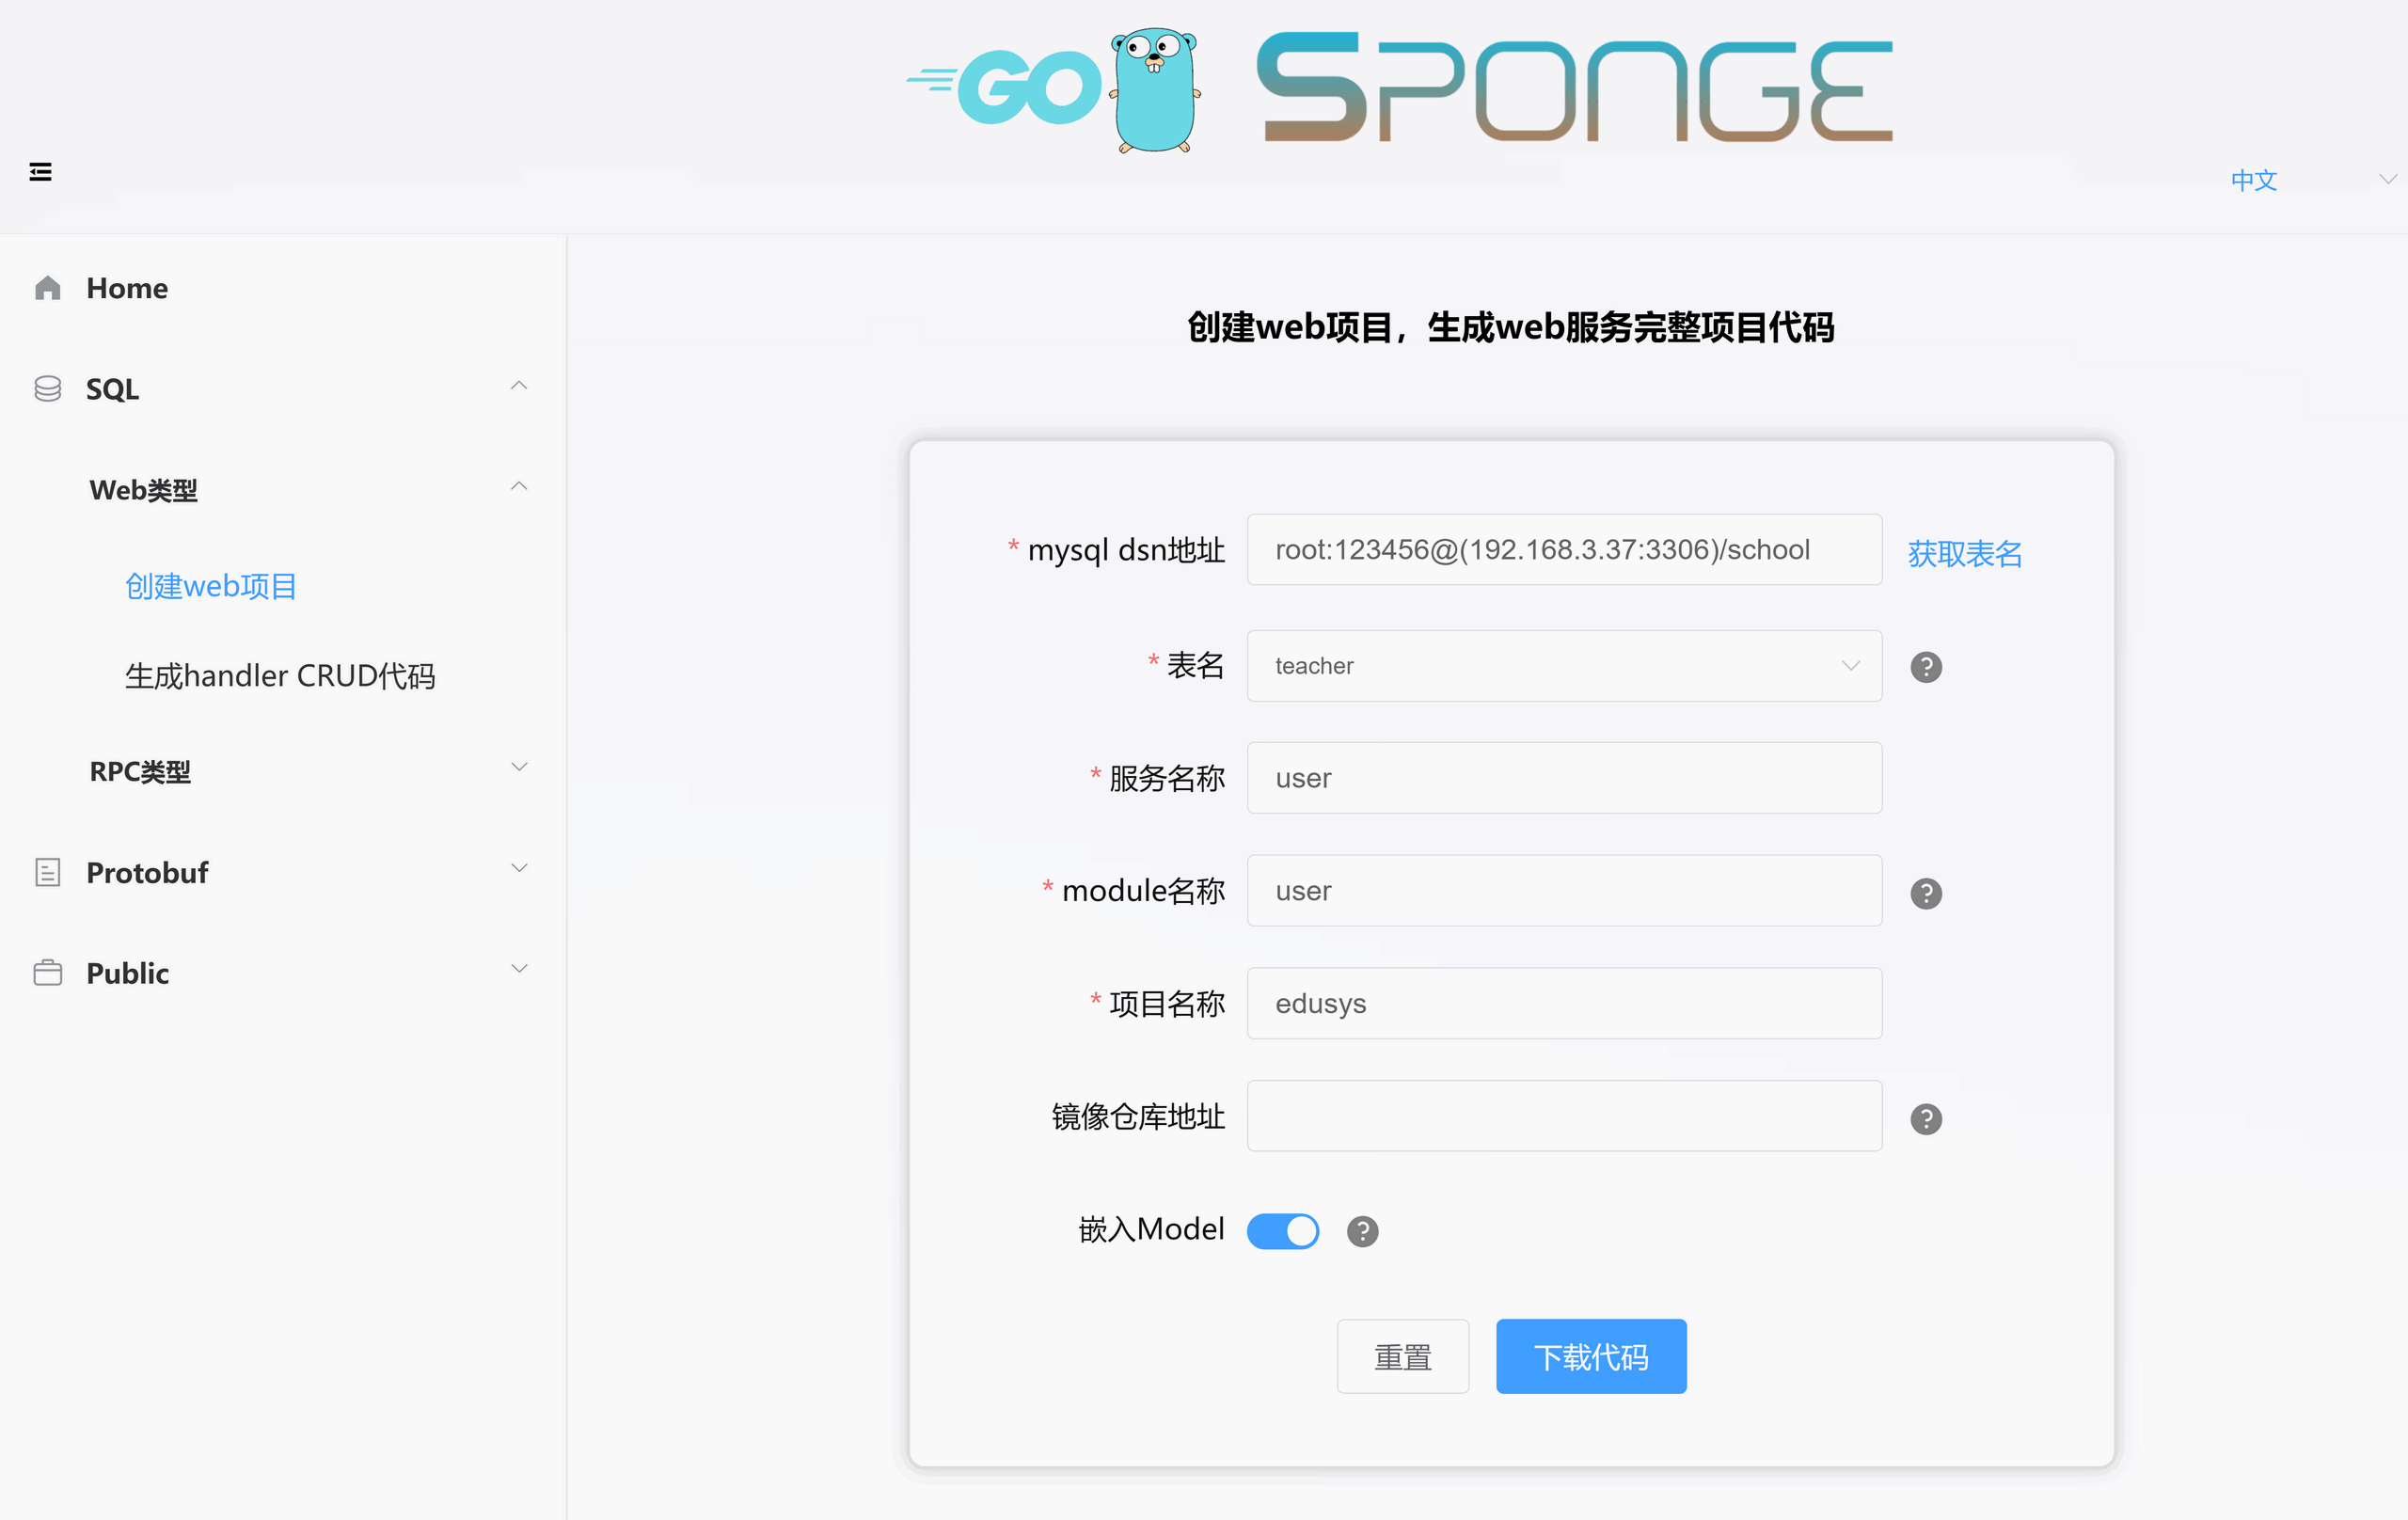 GO SPONGE
中文
Home
SQL
Web类型
创建web项目
生成handler CRUD代码
RPC类型
Protobuf
Public
创建web项目，生成web服务完整项目代码
* mysql dsn地址 root:123456@(192.168.3.37:3306)/school 获取表名
* 表名 teacher ?
* 服务名称 user
* module名称 user ?
* 项目名称 edusys
镜像仓库地址 ?
嵌入Model ?
重置 下载代码